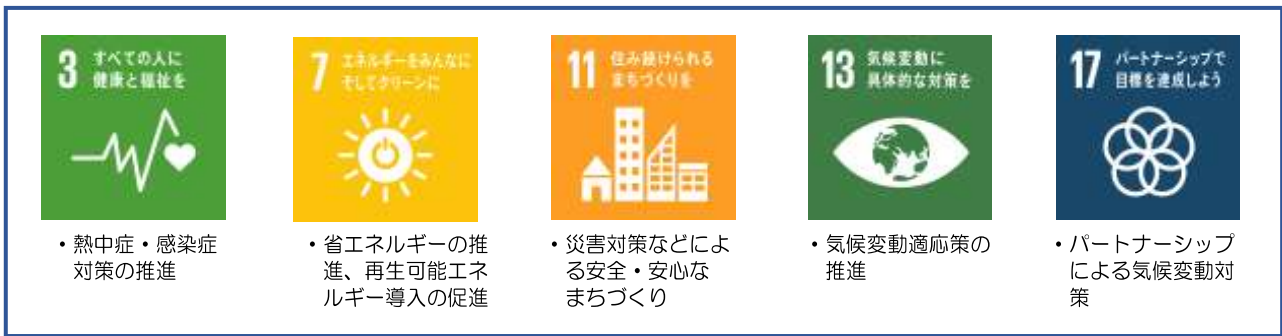 3 すべての人に
健康と福祉を
・熱中症・感染症
対策の推進
7 エネルギーをみんなに
そしてクリーンに
・省エネルギーの推
進、再生可能エネ
ルギー導入の促進
11 住み続けられる
まちづくりを
・災害対策などによ
る安全・安心な
まちづくり
13 気候変動に
具体的な対策を
・気候変動適応策の
推進
17 パートナーシップで
目標を達成しよう
・パートナーシップ
による気候変動対
策